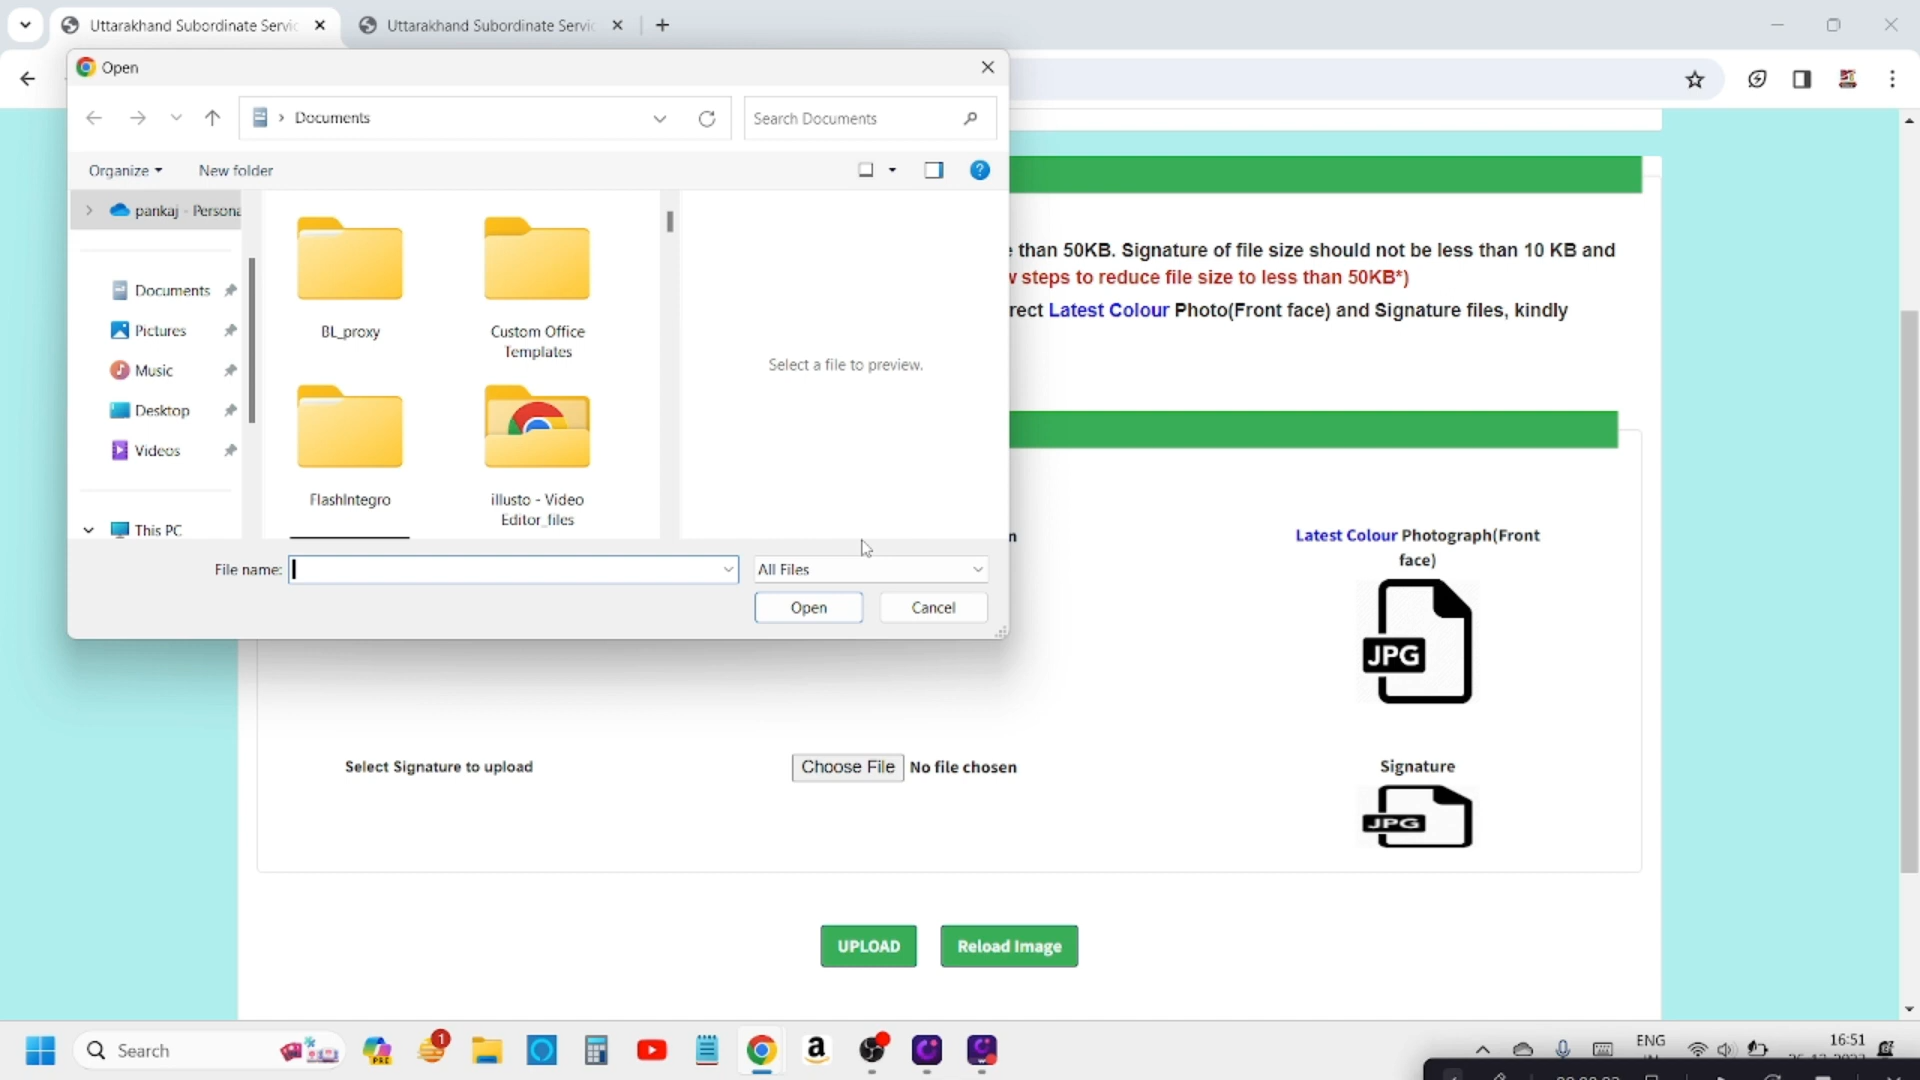 Uttarakhand Subordinate Servic
Uttarakhand Subordinate Servic
Open
Documents
Search Documents
Organize
New folder
pankaj - Persona
Documents
Pictures
Music
Desktop
Videos
This PC
BL_proxy
Custom Office
Templates
FlashIntegro
illusto - Video
Editor_files
Select a file to preview.
File name:
All Files
Open
Cancel
than 50KB. Signature of file size should not be less than 10 KB and
steps to reduce file size to less than 50KB*)
rect Latest Colour Photo(Front face) and Signature files, kindly
n
Latest Colour Photograph(Front
face)
JPG
Select Signature to upload
Choose File No file chosen
Signature
JPG
UPLOAD
Reload Image
Search
PRE
1
a
ENG
16:51